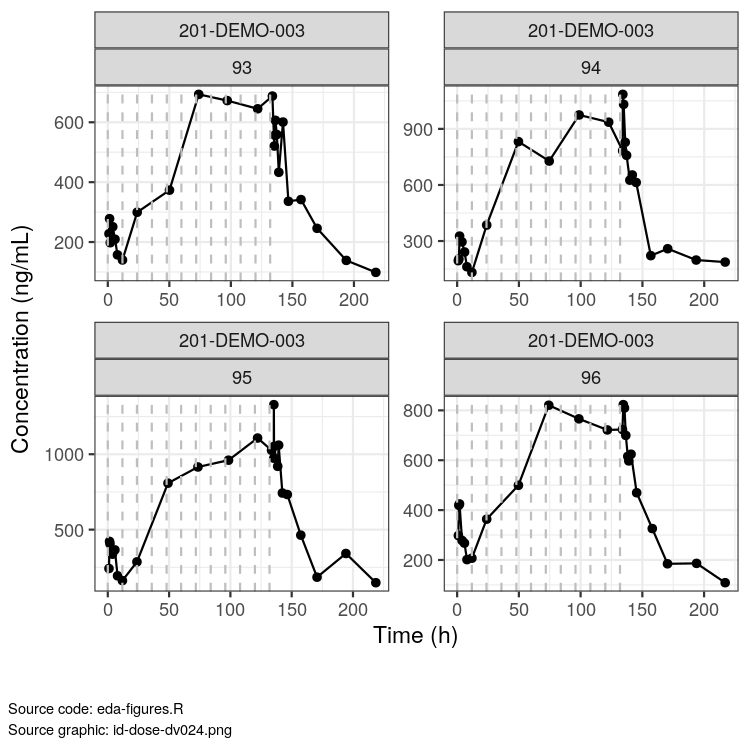 201-DEMO-003 201-DEMO-003
93 94
600
400
200
900
600
300
0 50 100 150 200 0 50 100 150 200
Concentration (ng/mL)
201-DEMO-003 201-DEMO-003
95 96
1000
500
800
600
400
200
0 50 100 150 200 0 50 100 150 200
Time (h)
Source code: eda-figures.R
Source graphic: id-dose-dv024.png